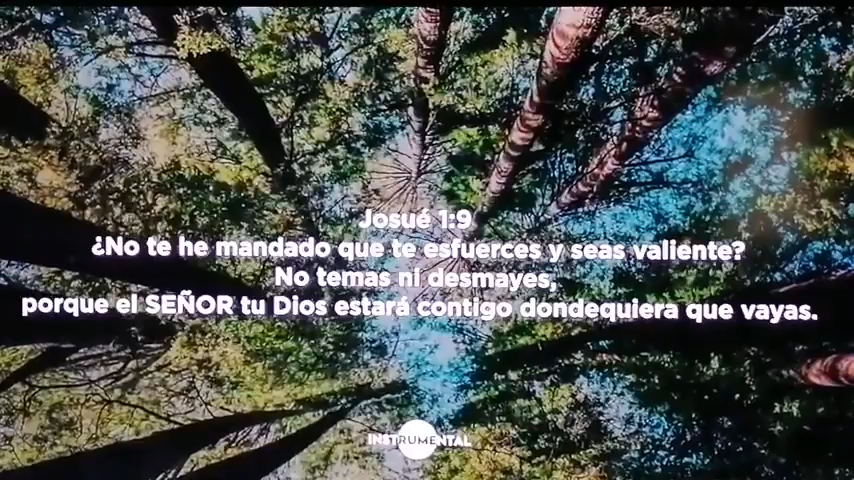 Josué 1:9
¿No te he mandado que te esfuerces y seas valiente?
No temas ni desmayes,
porque el SEÑOR tu Dios estará contigo dondequiera que vayas.
INSTRUMENTAL